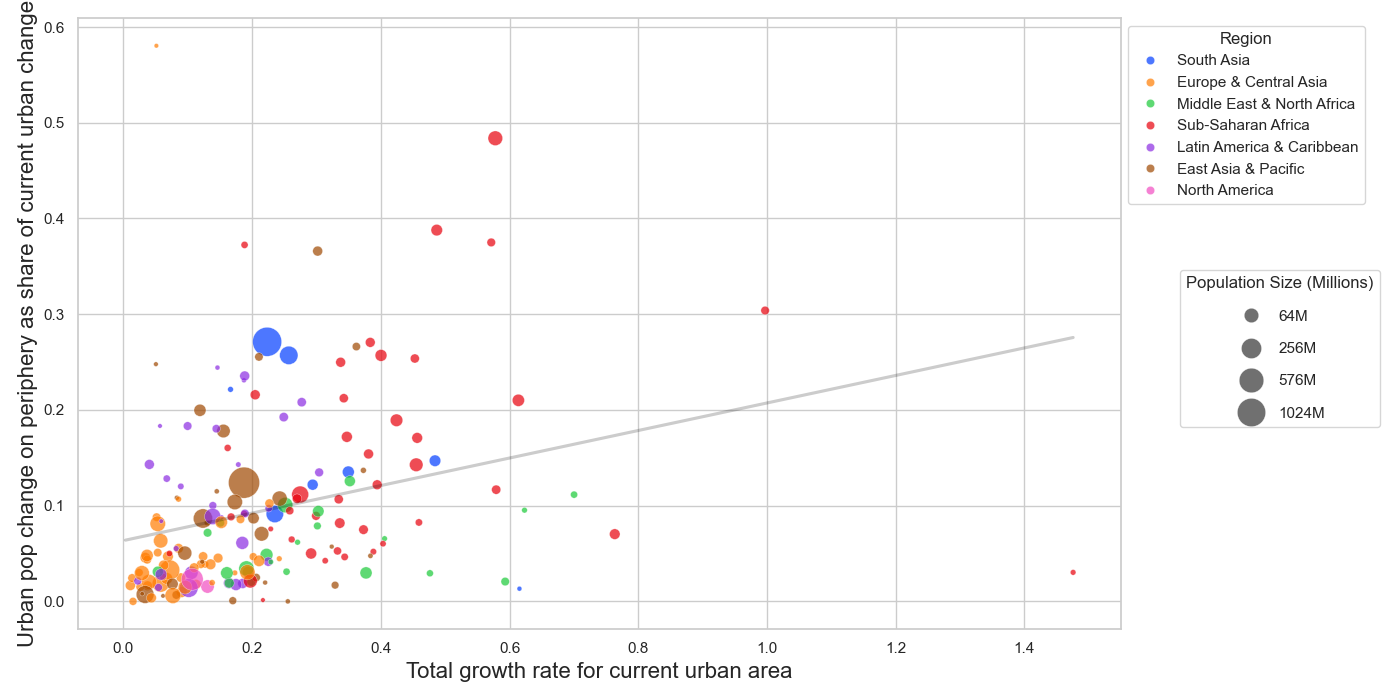 Urban pop change on periphery as share of current urban change
0.6
0.5
0.4
0.3
0.2
0.1
0.0
0.0
0.2
0.4
0.6
0.8
1.0
1.2
1.4
Total growth rate for current urban area
Region
South Asia
Europe & Central Asia
Middle East & North Africa
Sub-Saharan Africa
Latin America & Caribbean
East Asia & Pacific
North America
Population Size (Millions)
64M
256M
576M
1024M